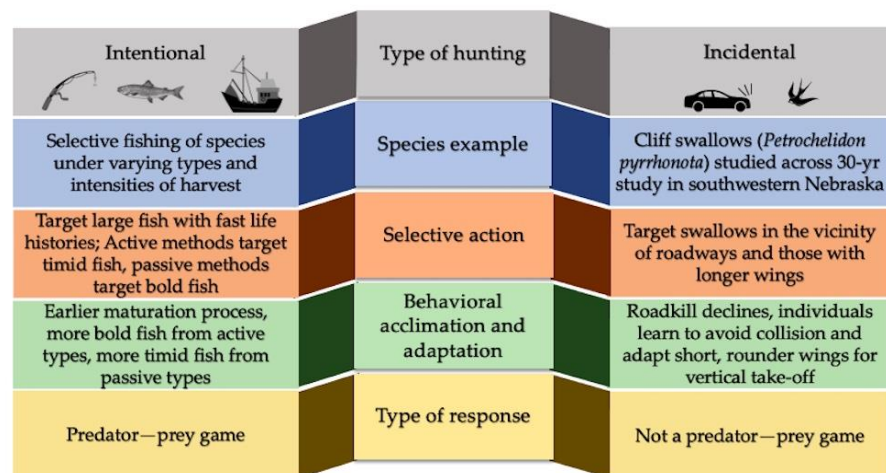 Intentional
Type of hunting
Incidental
Selective fishing of species
under varying types and
intensities of harvest
Species example
Cliff swallows (Petrochelidon
pyrrhonota) studied across 30-yr
study in southwestern Nebraska
Target large fish with fast life
histories; Active methods target
timid fish, passive methods
target bold fish
Selective action
Target swallows in the vicinity
of roadways and those with
longer wings
Earlier maturation process,
more bold fish from active
types, more timid fish from
passive types
Behavioral
acclimation and
adaptation
Roadkill declines, individuals
learn to avoid collision and
adapt short, rounder wings for
vertical take-off
Predator—prey game
Type of response
Not a predator—prey game